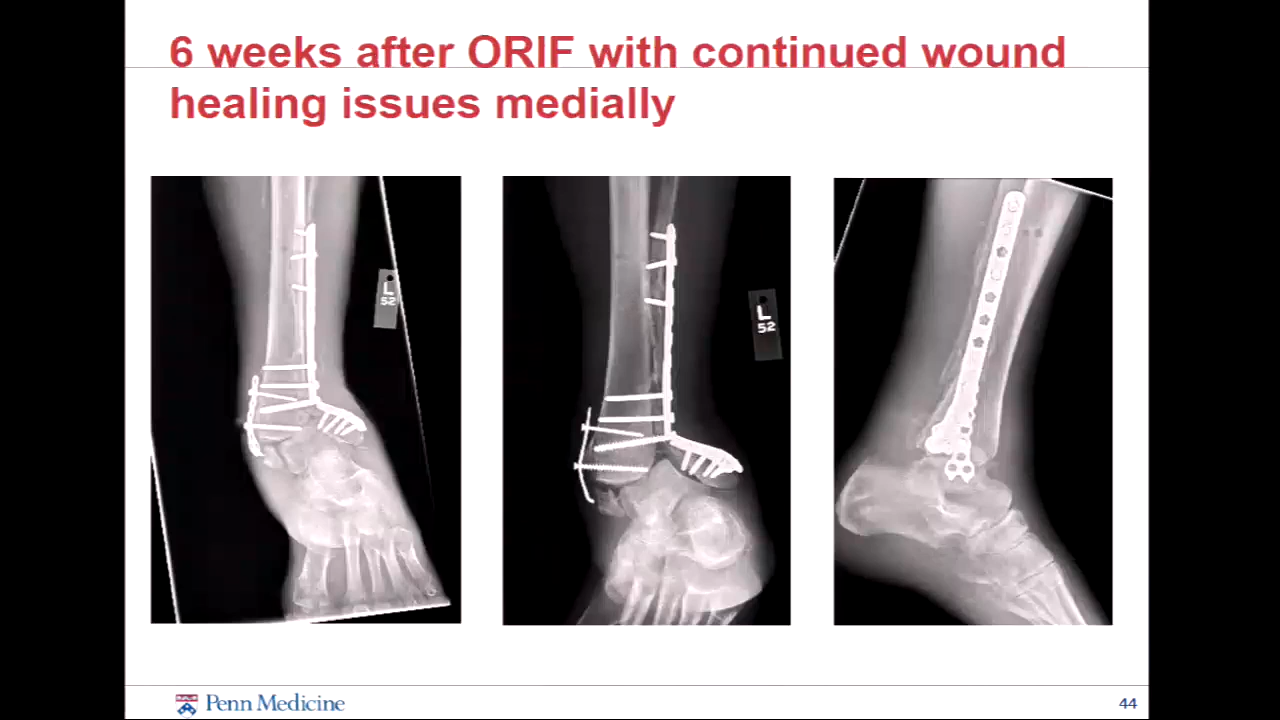 6 weeks after ORIF with continued wound
healing issues medially
L
52
L
52
Penn Medicine
44